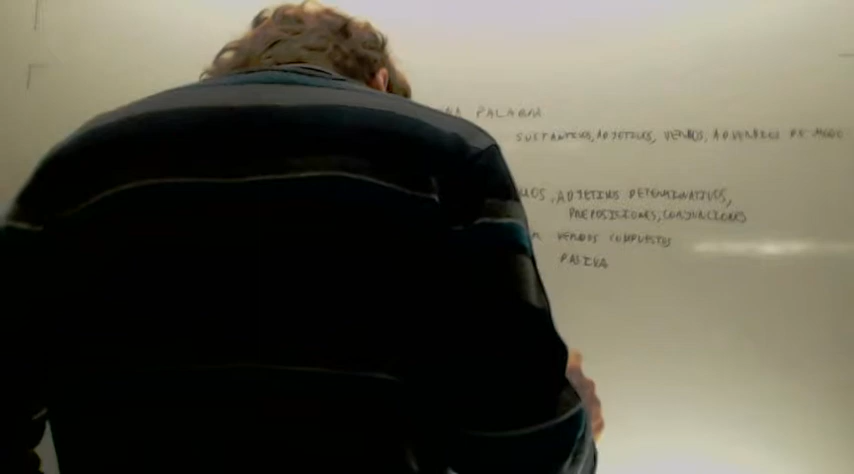 PALABRA
SUSTANTIVOS, ADJETIVOS, VERBOS, ADVERBIOS DE MODO
ADJETIVOS DETERMINATIVOS,
PREPOSICIONES, CONJUNCIONES
VERBOS COMPUESTOS
PASIVA